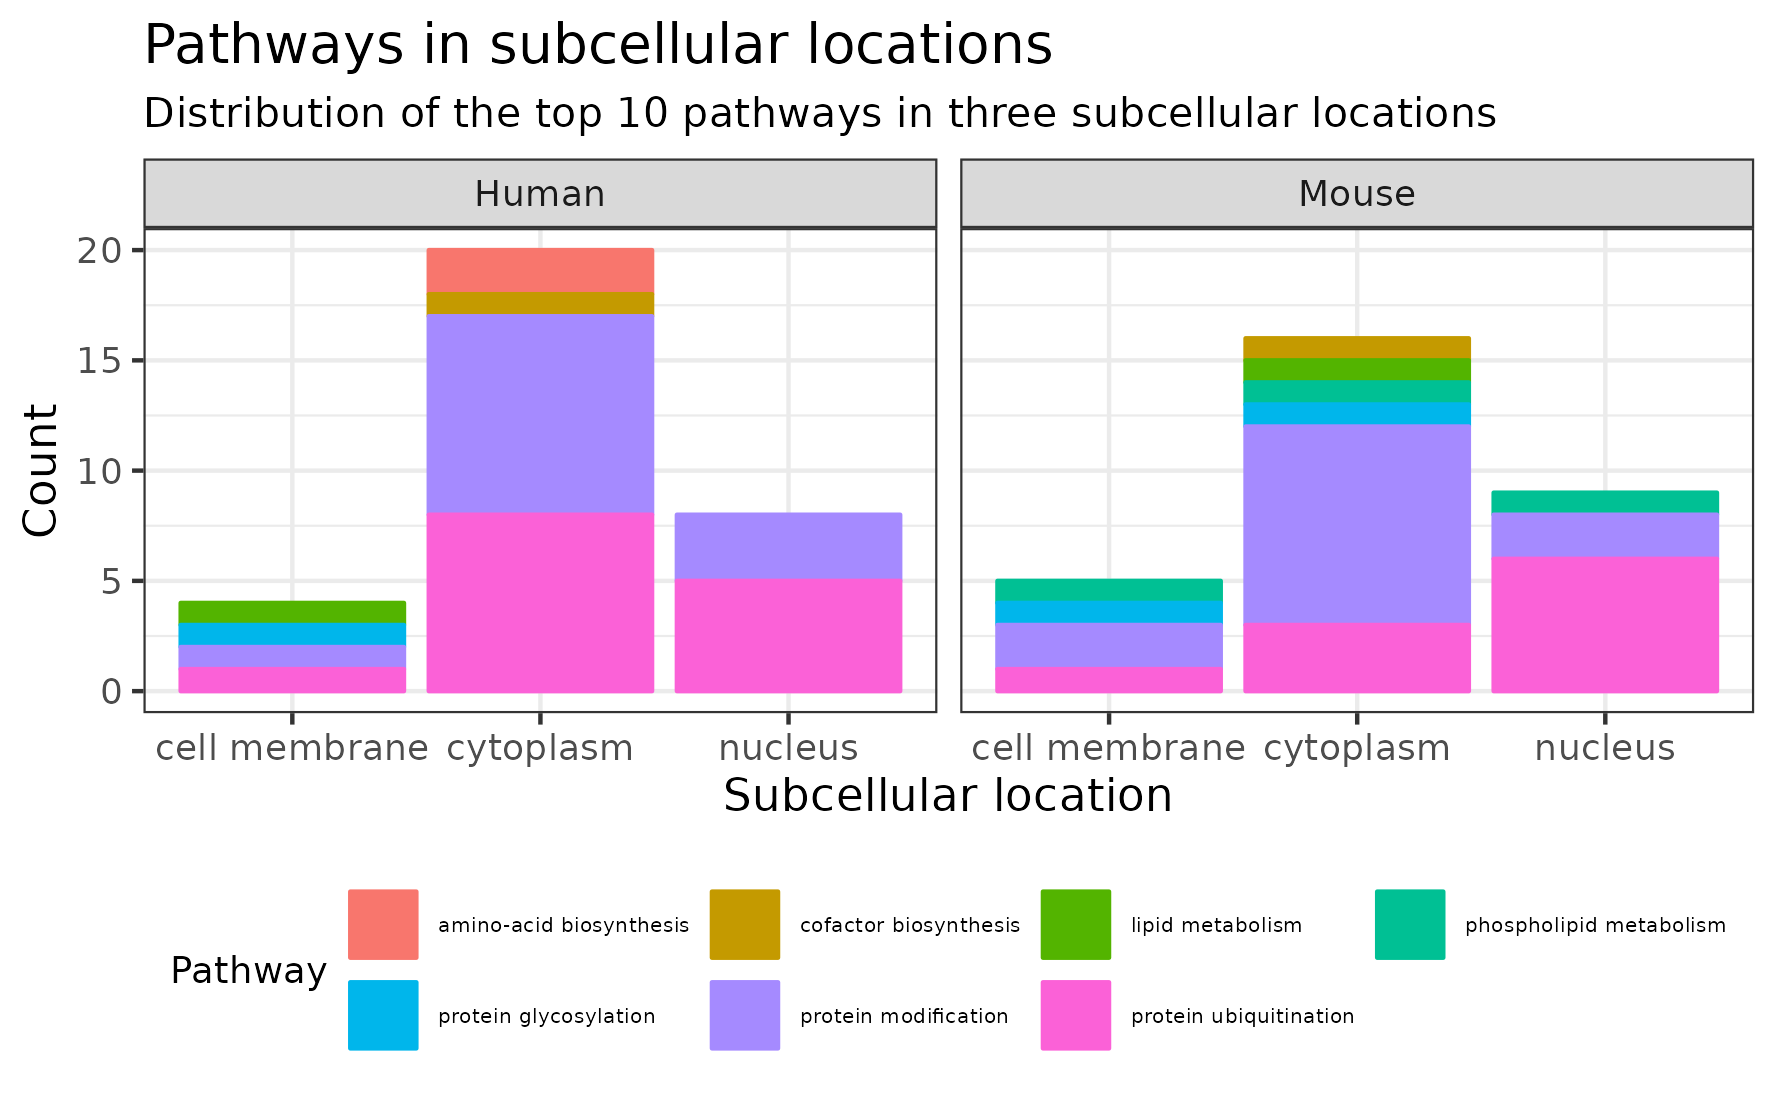 Pathways in subcellular locations
Distribution of the top 10 pathways in three subcellular locations
Human
Mouse
20
15
10
5
0
Count
cell membrane cytoplasm nucleus
cell membrane cytoplasm nucleus
Subcellular location
Pathway
amino-acid biosynthesis cofactor biosynthesis lipid metabolism phospholipid metabolism
protein glycosylation protein modification protein ubiquitination